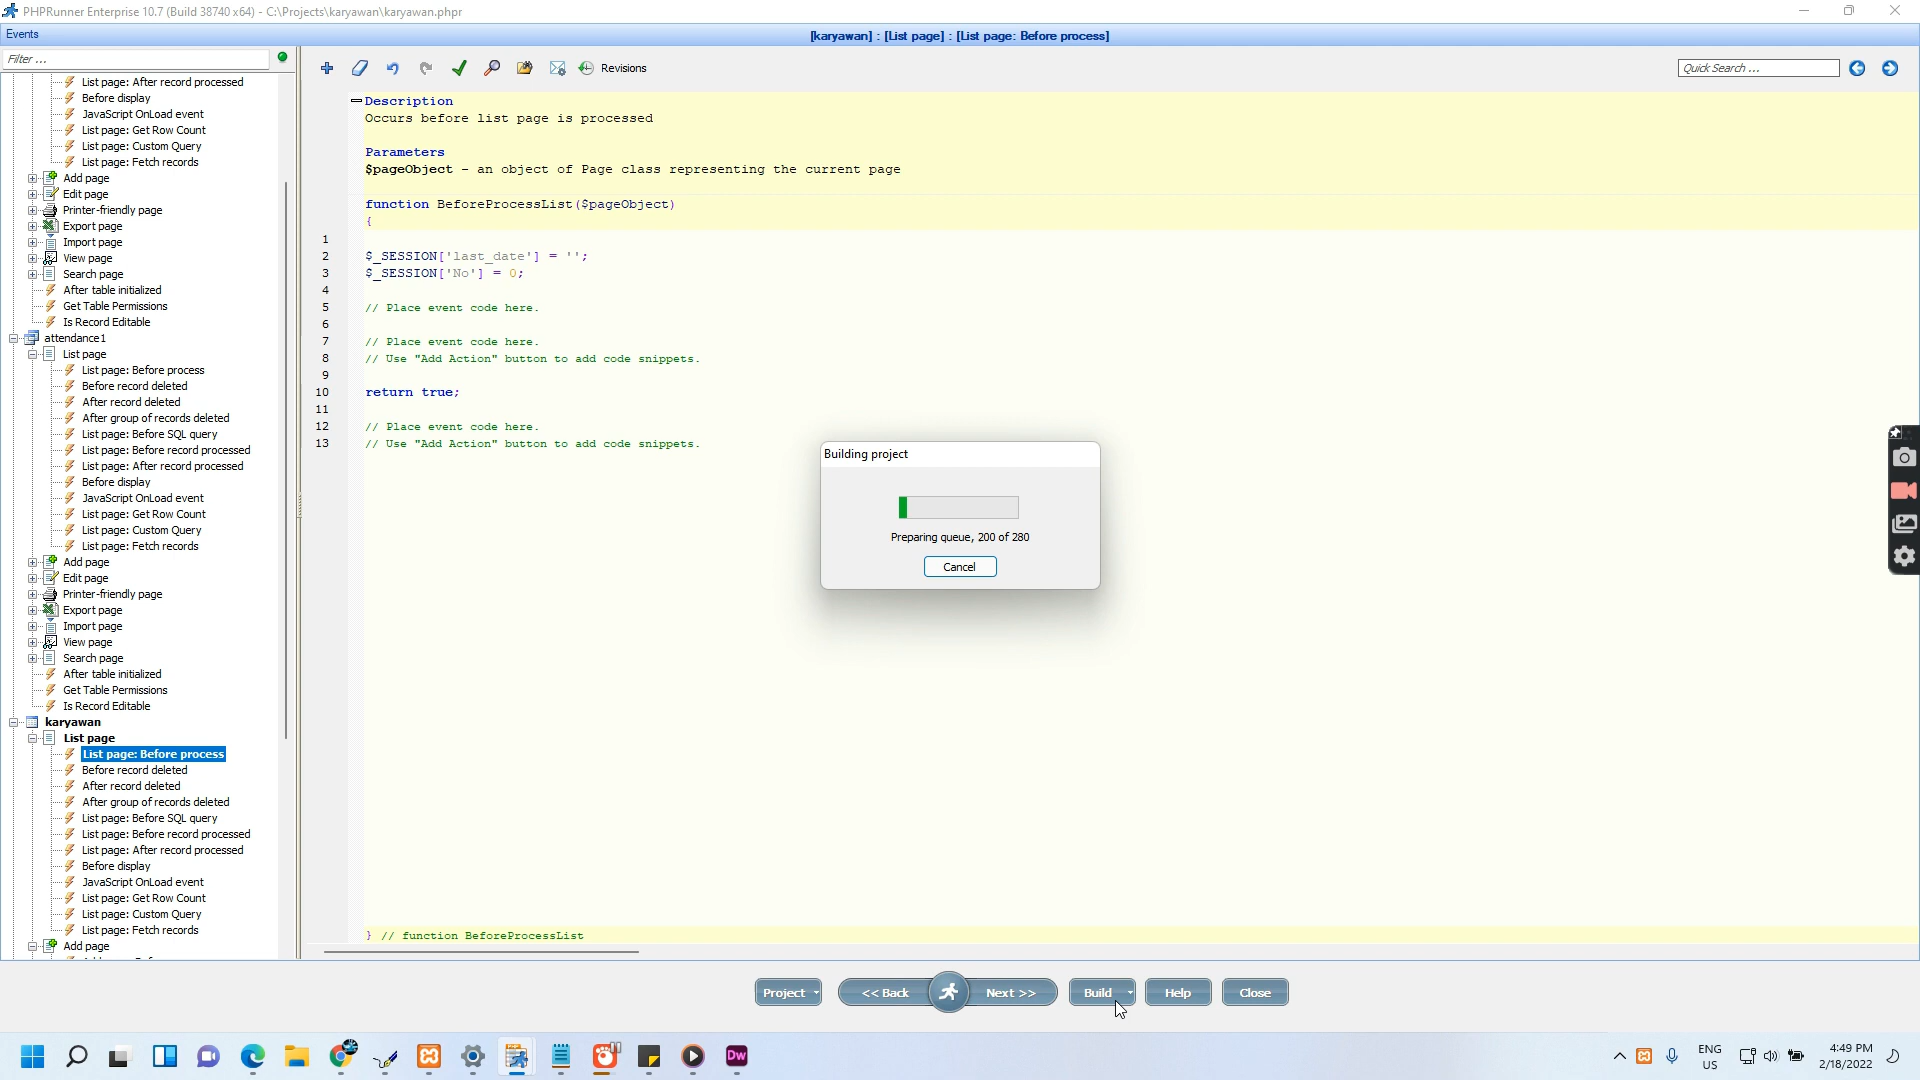 PHPRunner Enterprise 10.7 (Build 38740 x64) - C:\Projects\karyawan\karyawan.phpr
Events
[karyawan] : [List page] : [List page: Before process]
Filter ...
Revisions
Quick Search ...
List page: After record processed
Before display
JavaScript OnLoad event
List page: Get Row Count
List page: Custom Query
List page: Fetch records
Add page
Edit page
Printer-friendly page
Export page
Import page
View page
Search page
After table initialized
Get Table Permissions
Is Record Editable
attendance1
List page
List page: Before process
Before record deleted
After record deleted
After group of records deleted
List page: Before SQL query
List page: Before record processed
List page: After record processed
Before display
JavaScript OnLoad event
List page: Get Row Count
List page: Custom Query
List page: Fetch records
Add page
Edit page
Printer-friendly page
Export page
Import page
View page
Search page
After table initialized
Get Table Permissions
Is Record Editable
karyawan
List page
List page: Before process
Before record deleted
After record deleted
After group of records deleted
List page: Before SQL query
List page: Before record processed
List page: After record processed
Before display
JavaScript OnLoad event
List page: Get Row Count
List page: Custom Query
List page: Fetch records
Add page
Description
Occurs before list page is processed
Parameters
$pageObject - an object of Page class representing the current page
function BeforeProcessList($pageObject)
{
1
2 $_SESSION['last_date'] = '';
3 $_SESSION['No'] = 0;
4
5 // Place event code here.
6
7 // Place event code here.
8 // Use "Add Action" button to add code snippets.
9
10 return true;
11
12 // Place event code here.
13 // Use "Add Action" button to add code snippets.
} // function BeforeProcessList
Building project
Preparing queue, 200 of 280
Cancel
Project
<< Back
Next >>
Build
Help
Close
Dw
ENG
US
4:49 PM
2/18/2022